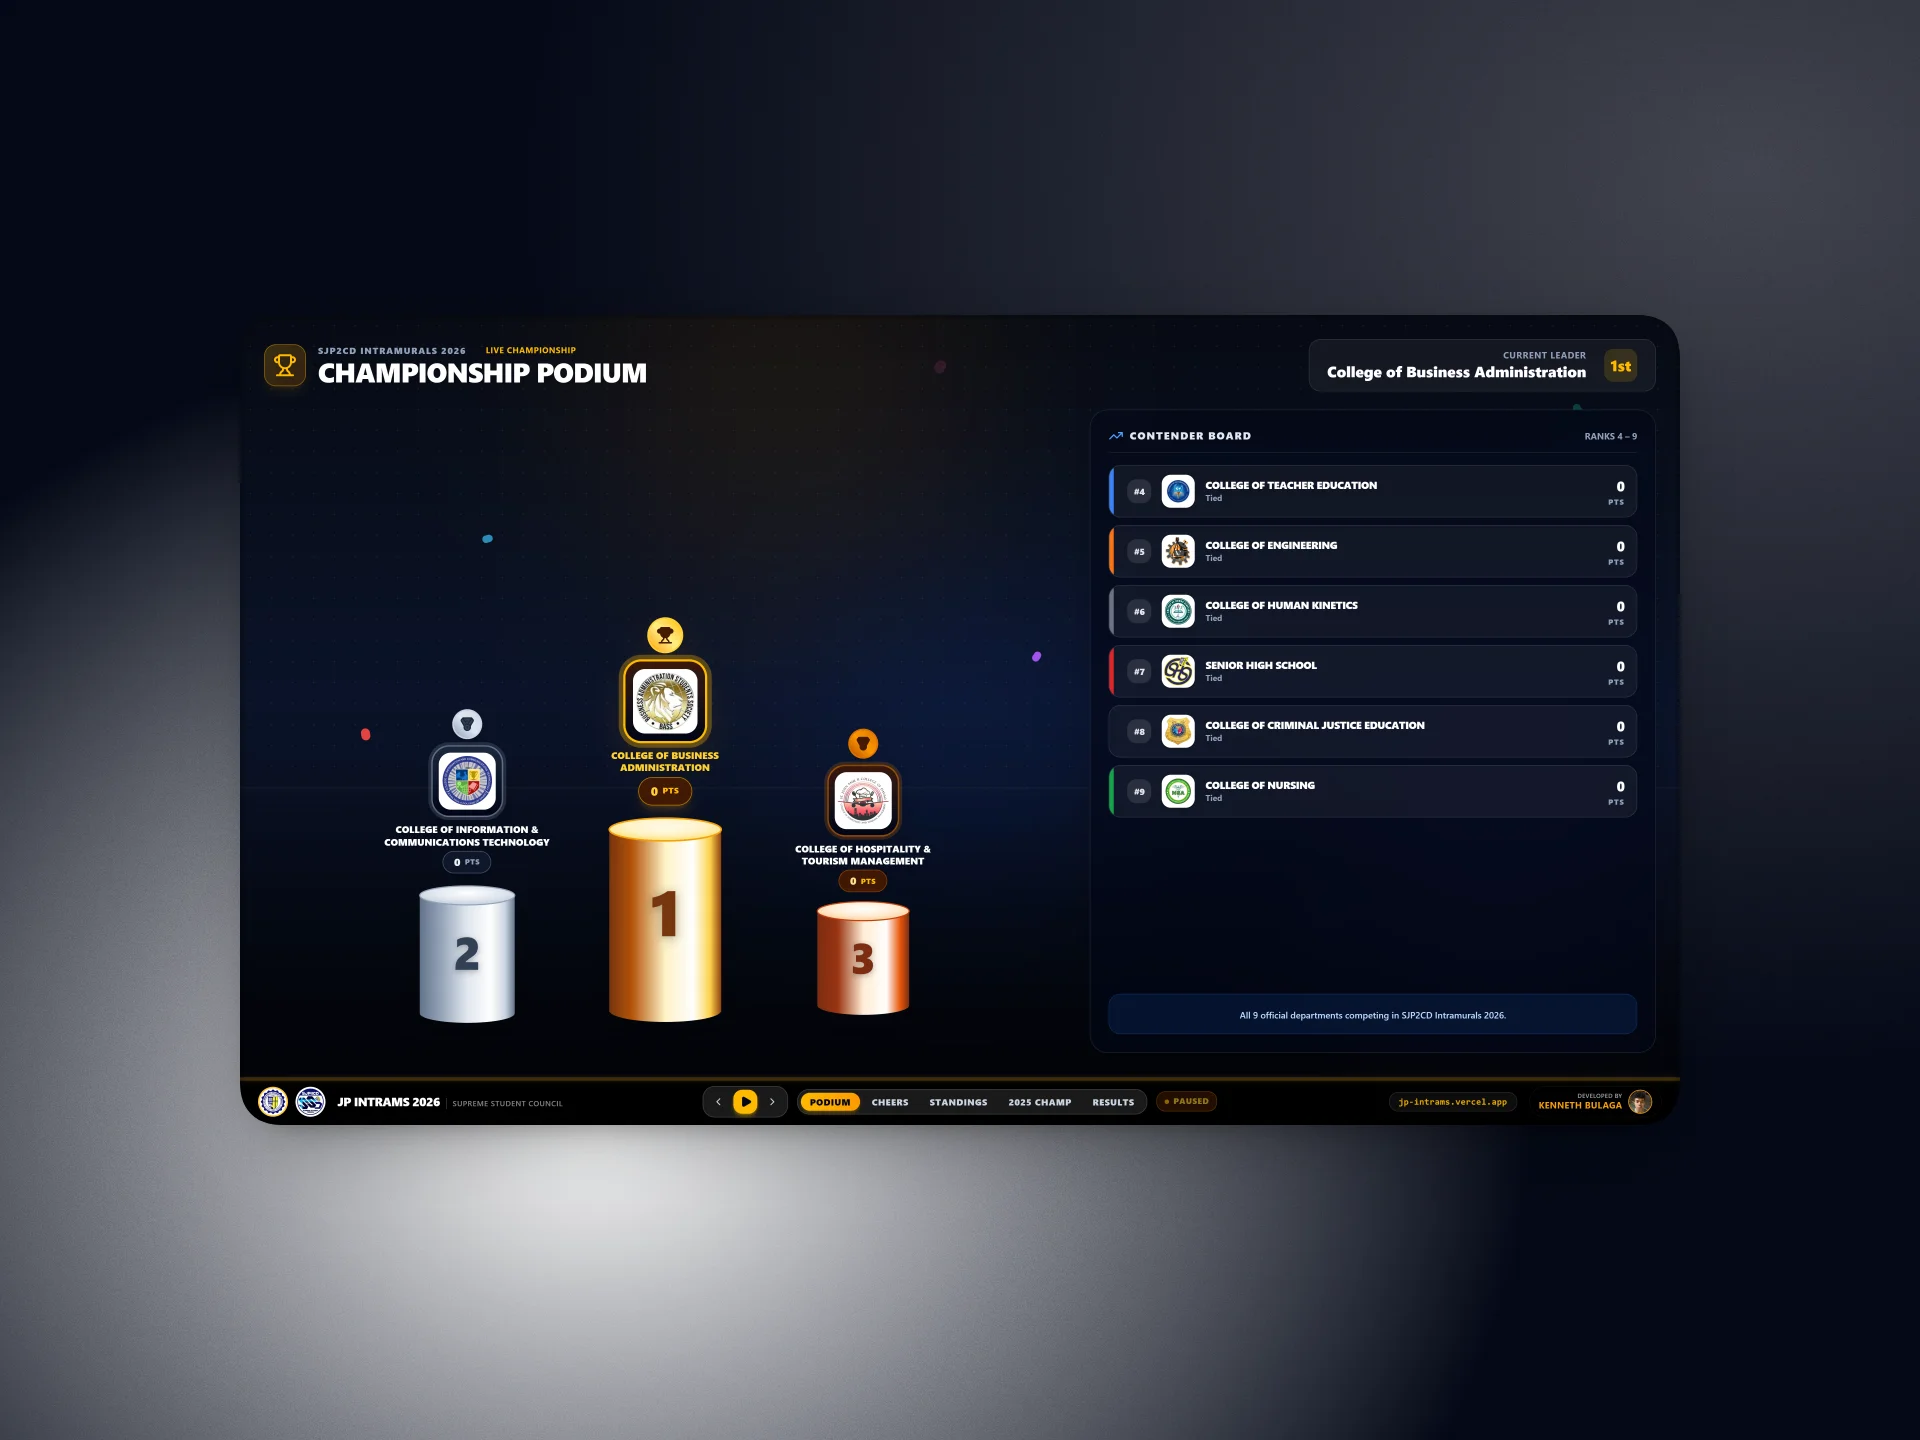 SJP2CD INTRAMURALS 2026 LIVE CHAMPIONSHIP
CHAMPIONSHIP PODIUM
CURRENT LEADER
College of Business Administration
1st
CONTENDER BOARD
RANKS 4 – 9
#4
COLLEGE OF TEACHER EDUCATION
Tied
0
PTS
#5
COLLEGE OF ENGINEERING
Tied
0
PTS
#6
COLLEGE OF HUMAN KINETICS
Tied
0
PTS
#7
SENIOR HIGH SCHOOL
Tied
0
PTS
#8
COLLEGE OF CRIMINAL JUSTICE EDUCATION
Tied
0
PTS
#9
COLLEGE OF NURSING
Tied
0
PTS
All 9 official departments competing in SJP2CD Intramurals 2026.
BUSINESS ADMINISTRATION STUDENTS SOCIETY
BASS
COLLEGE OF BUSINESS
ADMINISTRATION
0 PTS
1
COLLEGE OF INFORMATION &
COMMUNICATIONS TECHNOLOGY
0 PTS
2
COLLEGE OF HOSPITALITY &
TOURISM MANAGEMENT
0 PTS
3
JP INTRAMS 2026
SUPREME STUDENT COUNCIL
PODIUM
CHEERS
STANDINGS
2025 CHAMP
RESULTS
PAUSED
jp-intrams.vercel.app
DEVELOPED BY
KENNETH BULAGA